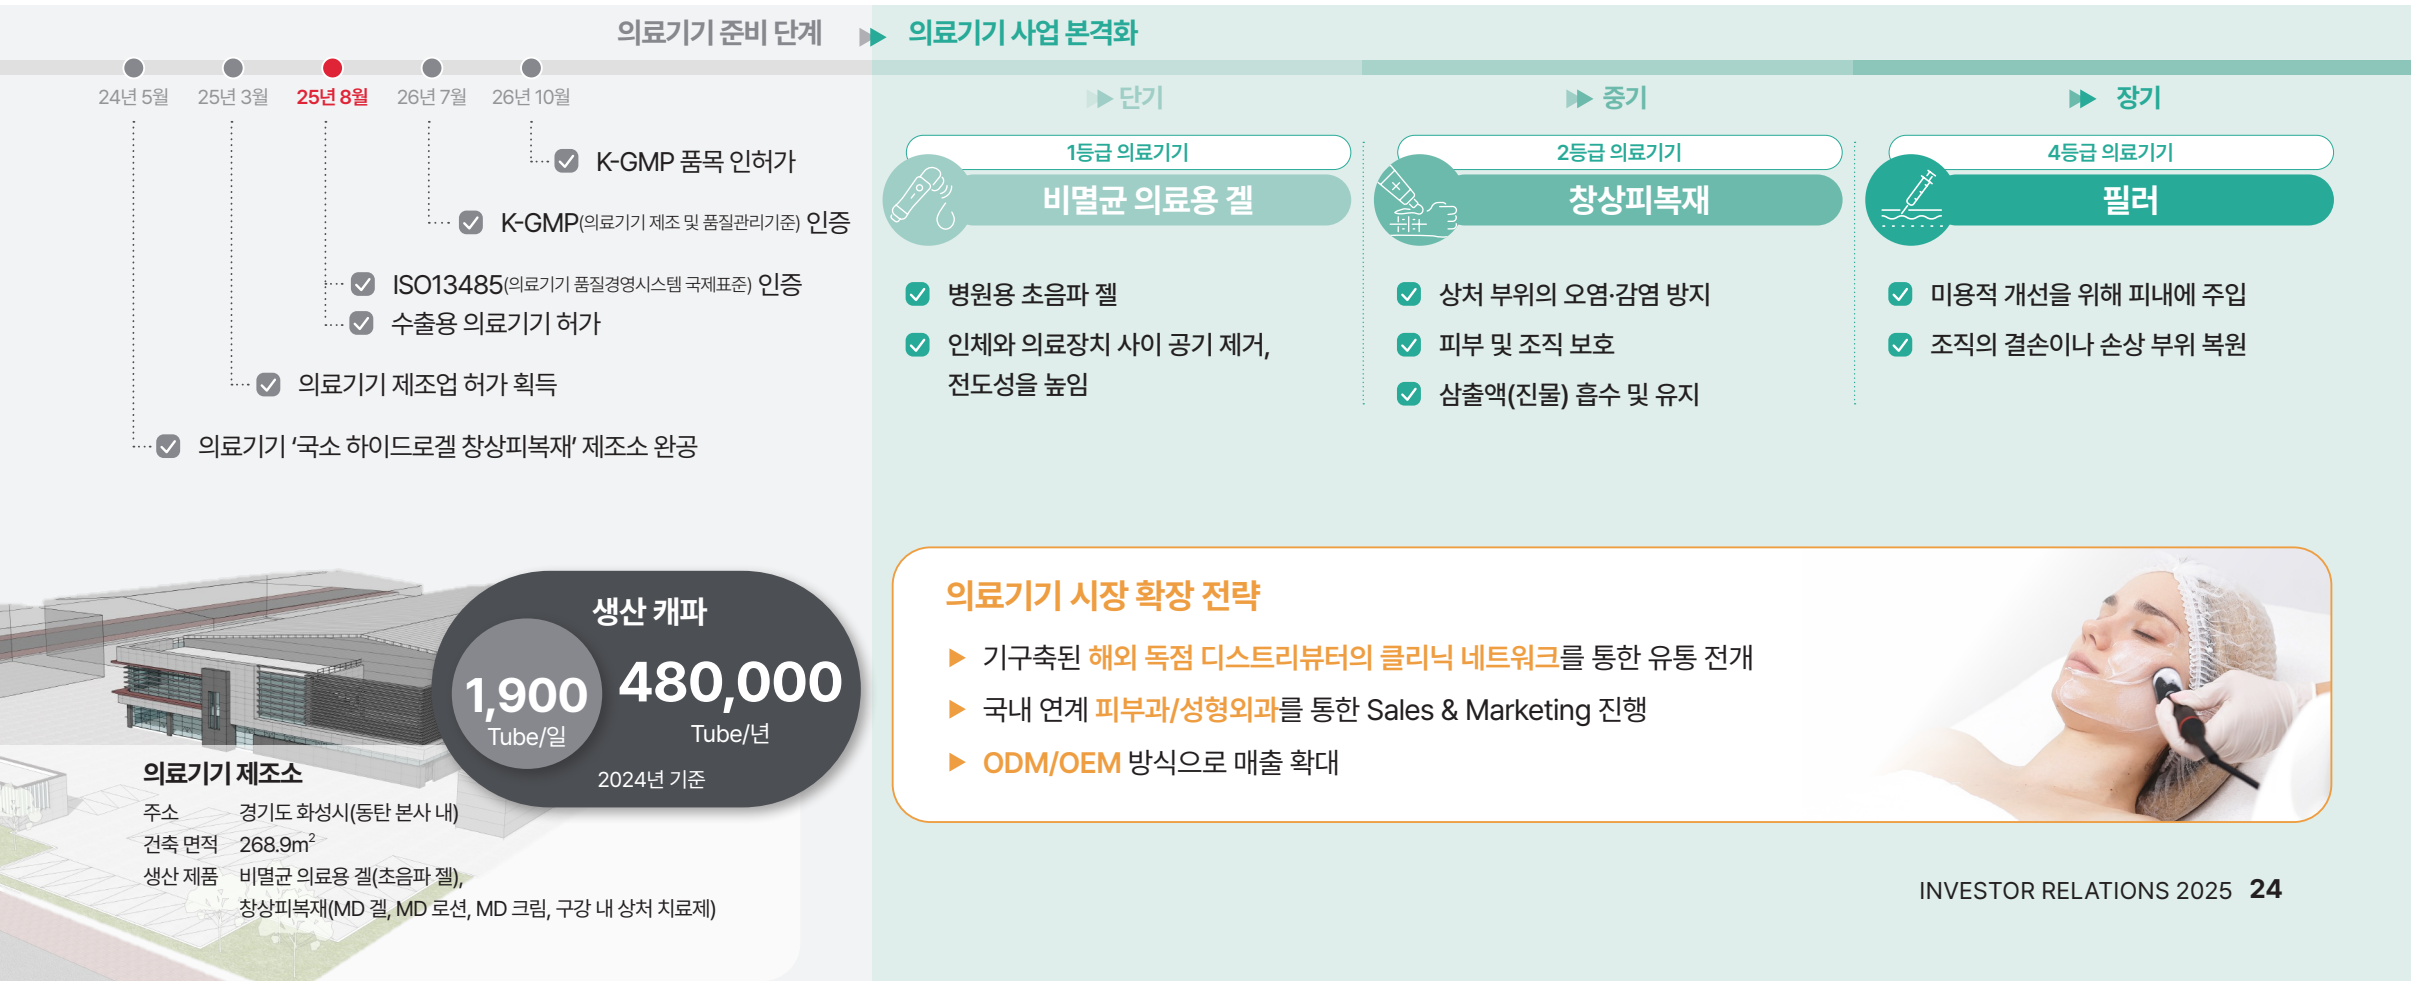 의료기기 준비 단계
의료기기 사업 본격화
24년 5월
25년 3월
25년 8월
26년 7월
26년 10월
K-GMP 품목 인허가
K-GMP(의료기기 제조 및 품질관리기준) 인증
ISO13485(의료기기 품질경영시스템 국제표준) 인증
수출용 의료기기 허가
의료기기 제조업 허가 획득
의료기기 ‘국소 하이드로겔 창상피복재’ 제조소 완공
단기
1등급 의료기기
비멸균 의료용 겔
병원용 초음파 젤
인체와 의료장치 사이 공기 제거,
전도성을 높임
중기
2등급 의료기기
창상피복재
상처 부위의 오염·감염 방지
피부 및 조직 보호
삼출액(진물) 흡수 및 유지
장기
4등급 의료기기
필러
미용적 개선을 위해 피내에 주입
조직의 결손이나 손상 부위 복원
생산 캐파
1,900
Tube/일
480,000
Tube/년
2024년 기준
의료기기 제조소
주소 경기도 화성시(동탄 본사 내)
건축 면적 268.9m²
생산 제품 비멸균 의료용 겔(초음파 젤),
창상피복재(MD 겔, MD 로션, MD 크림, 구강 내 상처 치료제)
의료기기 시장 확장 전략
기구축된 해외 독점 디스트리뷰터의 클리닉 네트워크를 통한 유통 전개
국내 연계 피부과/성형외과를 통한 Sales & Marketing 진행
ODM/OEM 방식으로 매출 확대
INVESTOR RELATIONS 2025 24